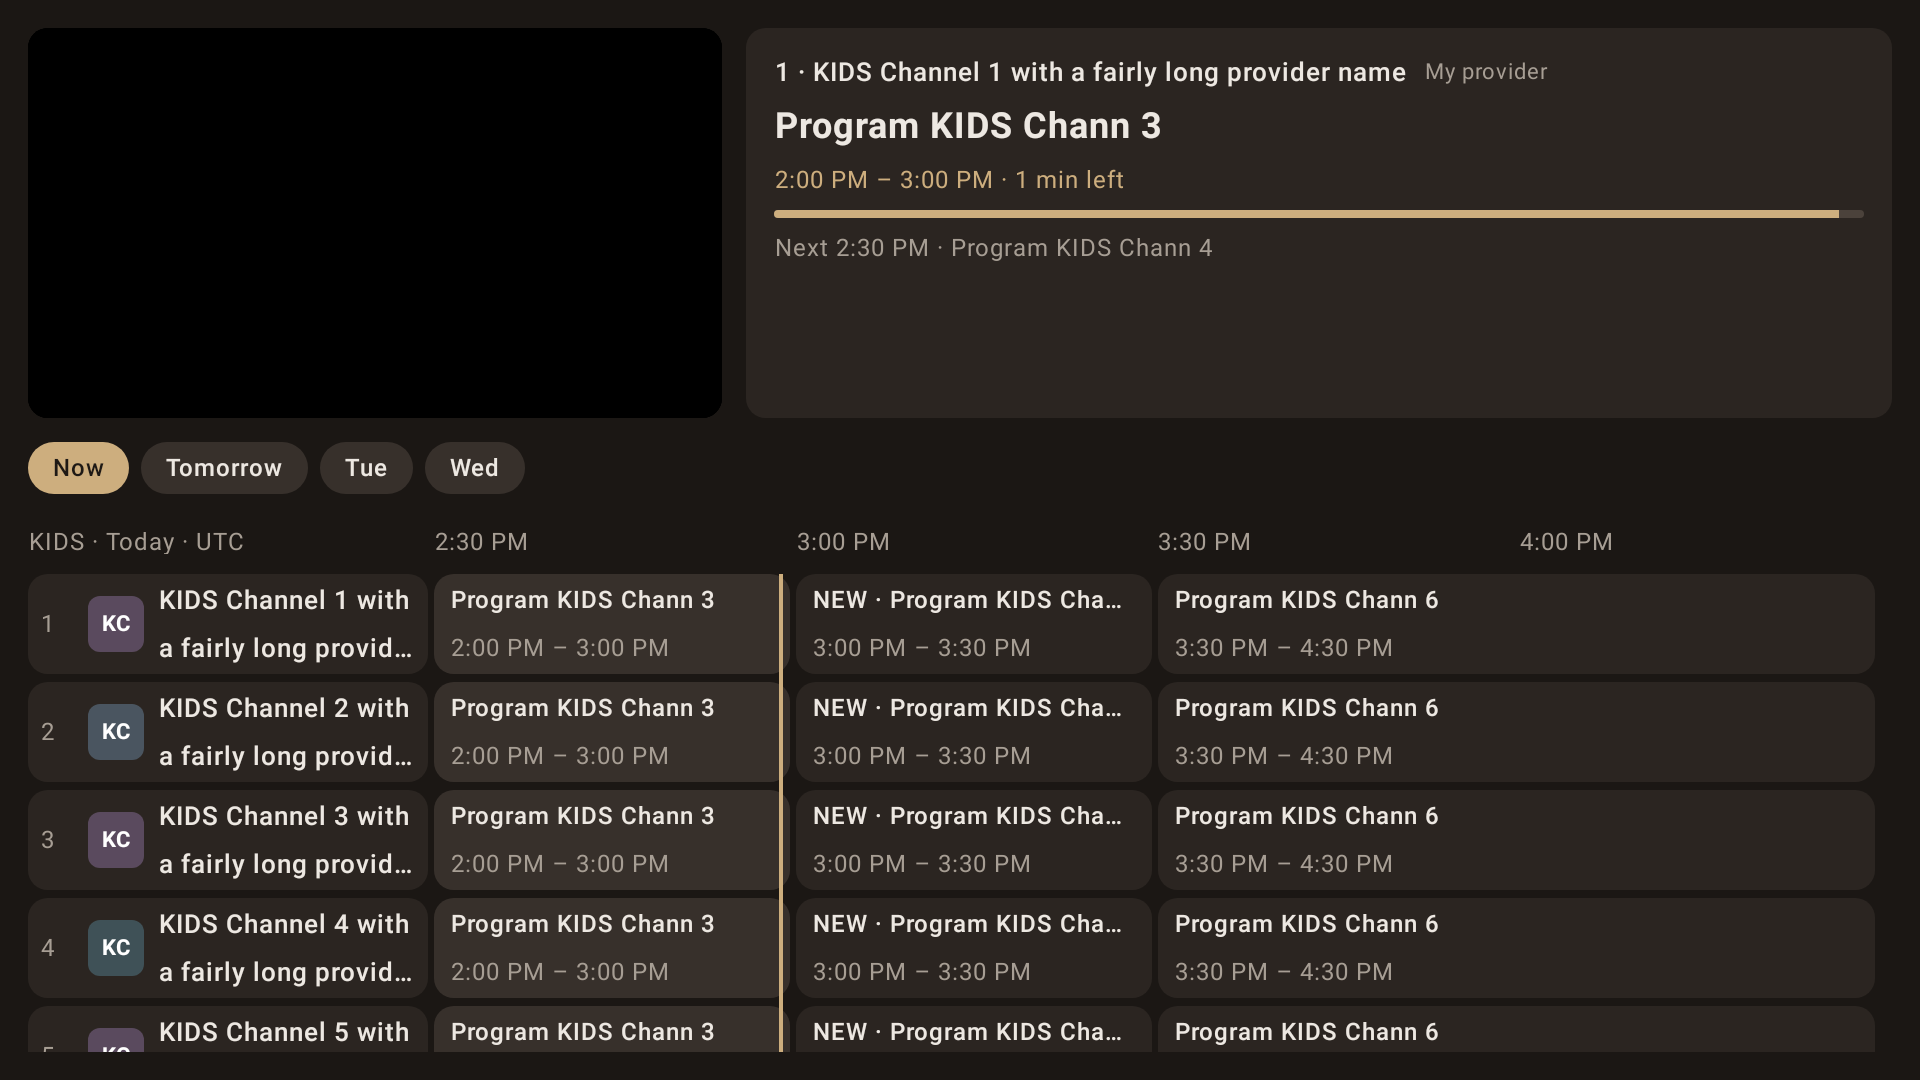 1 · KIDS Channel 1 with a fairly long provider name My provider
Program KIDS Chann 3
2:00 PM – 3:00 PM · 1 min left
Next 2:30 PM · Program KIDS Chann 4
Now Tomorrow Tue Wed
KIDS · Today · UTC 2:30 PM 3:00 PM 3:30 PM 4:00 PM
1 KC KIDS Channel 1 with
a fairly long provid…
Program KIDS Chann 3
2:00 PM – 3:00 PM
NEW · Program KIDS Cha…
3:00 PM – 3:30 PM
Program KIDS Chann 6
3:30 PM – 4:30 PM
2 KC KIDS Channel 2 with
a fairly long provid…
Program KIDS Chann 3
2:00 PM – 3:00 PM
NEW · Program KIDS Cha…
3:00 PM – 3:30 PM
Program KIDS Chann 6
3:30 PM – 4:30 PM
3 KC KIDS Channel 3 with
a fairly long provid…
Program KIDS Chann 3
2:00 PM – 3:00 PM
NEW · Program KIDS Cha…
3:00 PM – 3:30 PM
Program KIDS Chann 6
3:30 PM – 4:30 PM
4 KC KIDS Channel 4 with
a fairly long provid…
Program KIDS Chann 3
2:00 PM – 3:00 PM
NEW · Program KIDS Cha…
3:00 PM – 3:30 PM
Program KIDS Chann 6
3:30 PM – 4:30 PM
5 KC KIDS Channel 5 with
Program KIDS Chann 3
NEW · Program KIDS Cha…
Program KIDS Chann 6